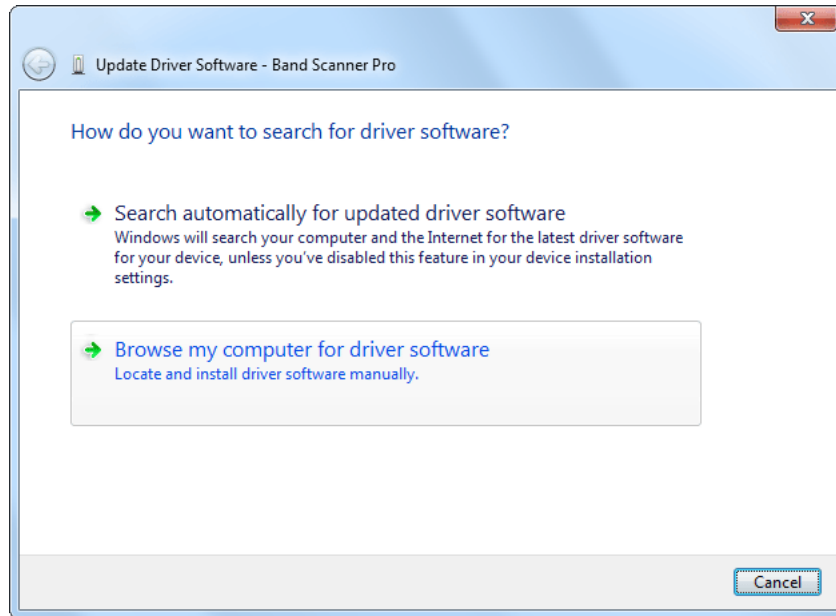 Update Driver Software - Band Scanner Pro
How do you want to search for driver software?
Search automatically for updated driver software
Windows will search your computer and the Internet for the latest driver software
for your device, unless you've disabled this feature in your device installation
settings.
Browse my computer for driver software
Locate and install driver software manually.
Cancel